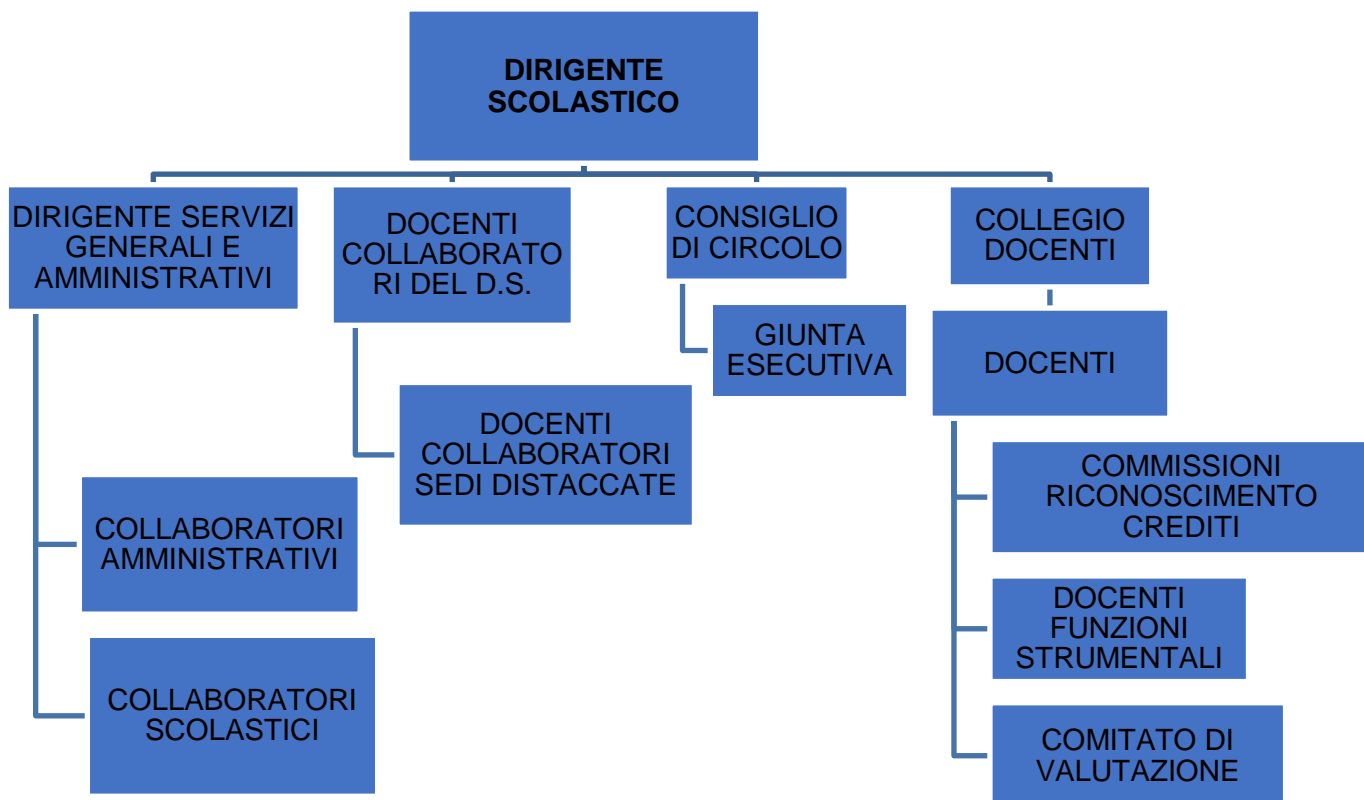 DIRIGENTE
SCOLASTICO
DIRIGENTE SERVIZI
GENERALI E
AMMINISTRATIVI
DOCENTI
COLLABORATO
RI DEL D.S.
CONSIGLIO
DI CIRCOLO
COLLEGIO
DOCENTI
GIUNTA
ESECUTIVA
DOCENTI
DOCENTI
COLLABORATORI
SEDI DISTACCATE
COLLABORATORI
AMMINISTRATIVI
COLLABORATORI
SCOLASTICI
COMMISSIONI
RICONOSCIMENTO
CREDITI
DOCENTI
FUNZIONI
STRUMENTALI
COMITATO DI
VALUTAZIONE